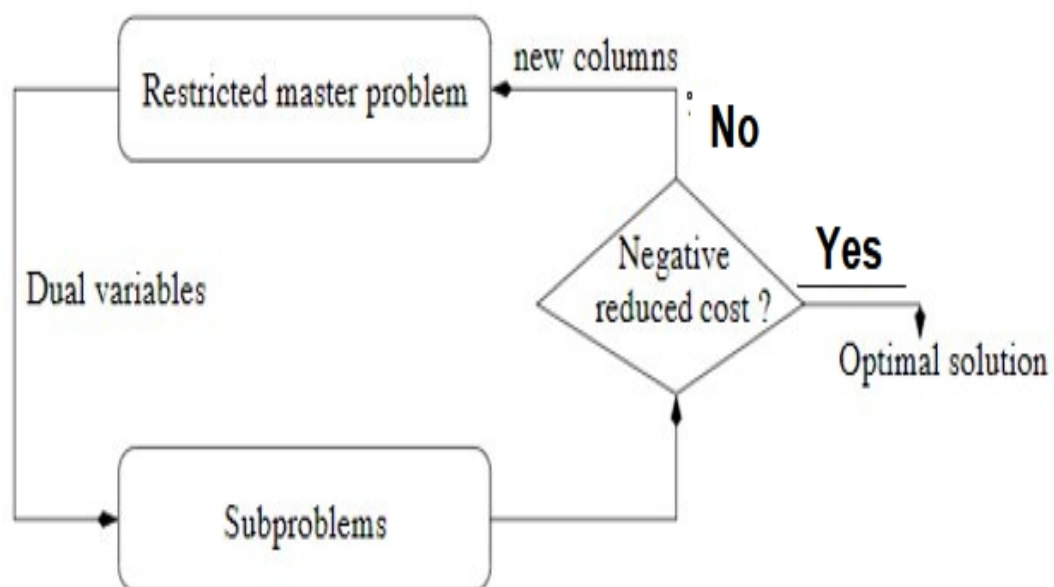 new columns
Restricted master problem
No
Negative
reduced cost ?
Yes
Dual variables
Optimal solution
Subproblems